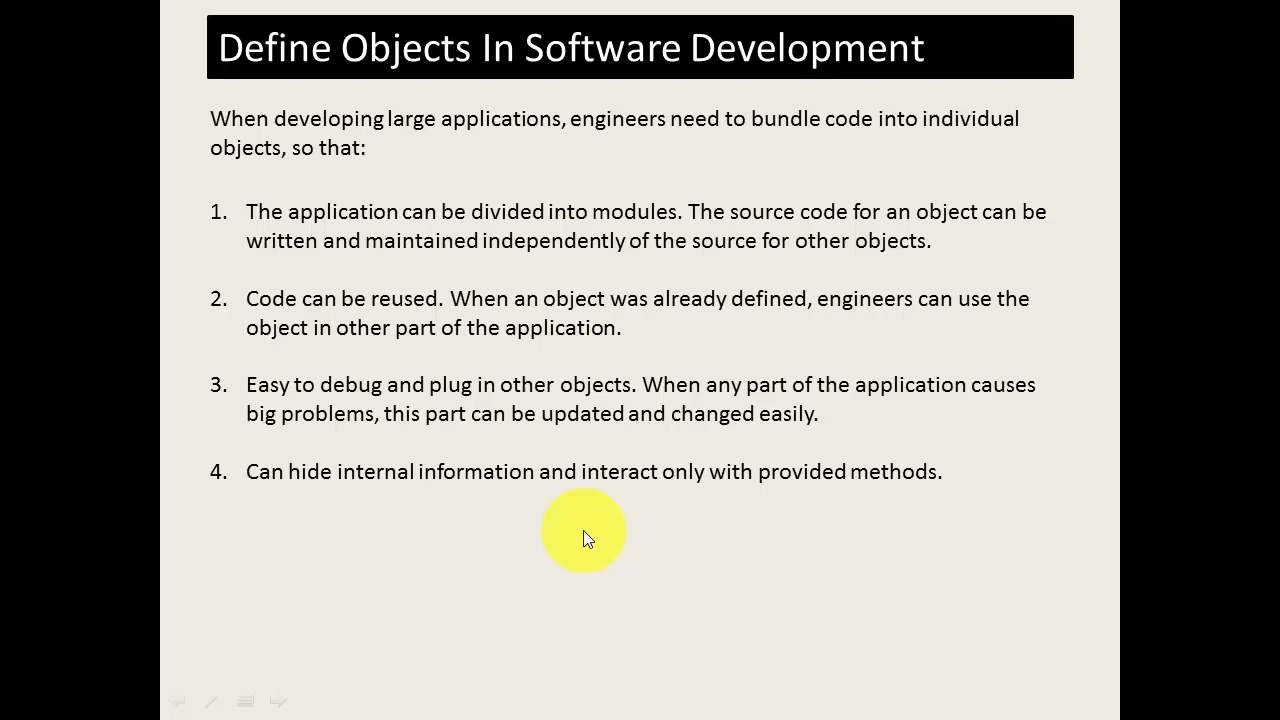 Define Objects In Software Development
When developing large applications, engineers need to bundle code into individual
objects, so that:
1. The application can be divided into modules. The source code for an object can be
written and maintained independently of the source for other objects.
2. Code can be reused. When an object was already defined, engineers can use the
object in other part of the application.
3. Easy to debug and plug in other objects. When any part of the application causes
big problems, this part can be updated and changed easily.
4. Can hide internal information and interact only with provided methods.